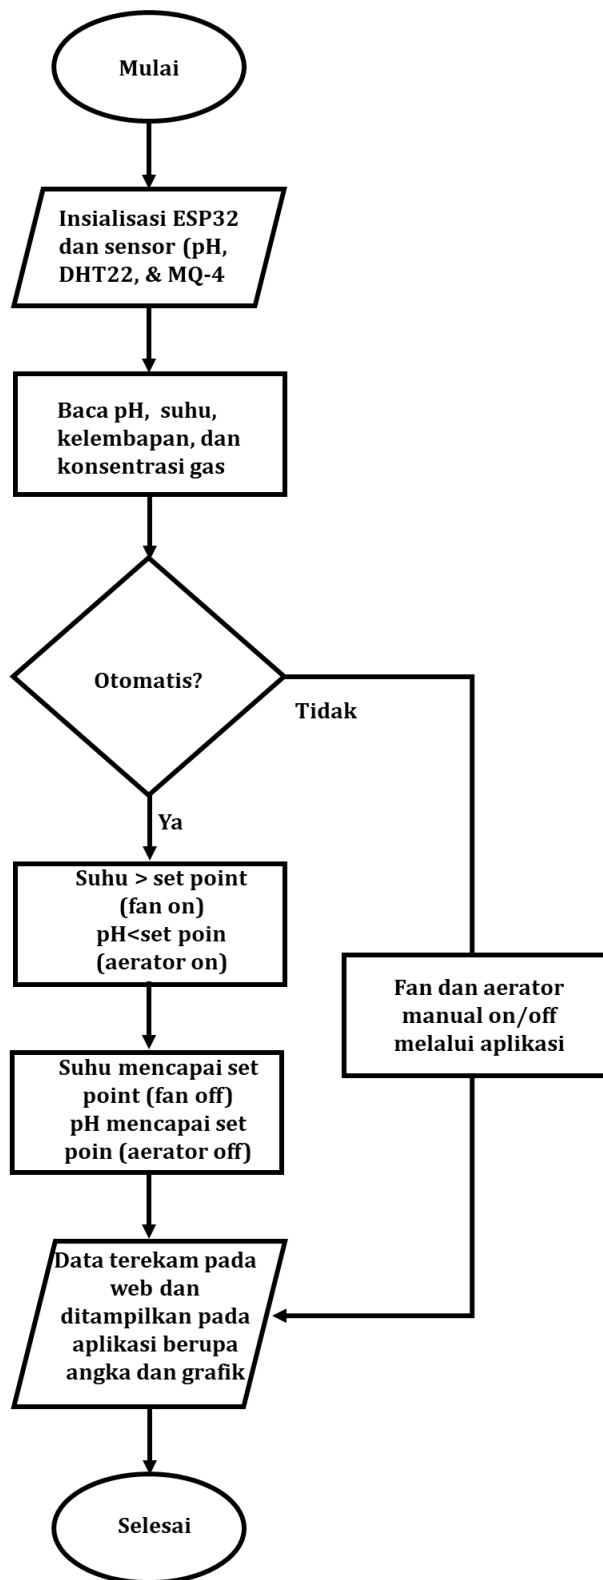 Mulai
Insialisasi ESP32
dan sensor (pH,
DHT22, & MQ-4
Baca pH, suhu,
kelembapan, dan
konsentrasi gas
Otomatis?
Tidak
Ya
Suhu > set point
(fan on)
pH<set poin
(aerator on)
Fan dan aerator
manual on/off
melalui aplikasi
Suhu mencapai set
point (fan off)
pH mencapai set
poin (aerator off)
Data terekam pada
web dan
ditampilkan pada
aplikasi berupa
angka dan grafik
Selesai